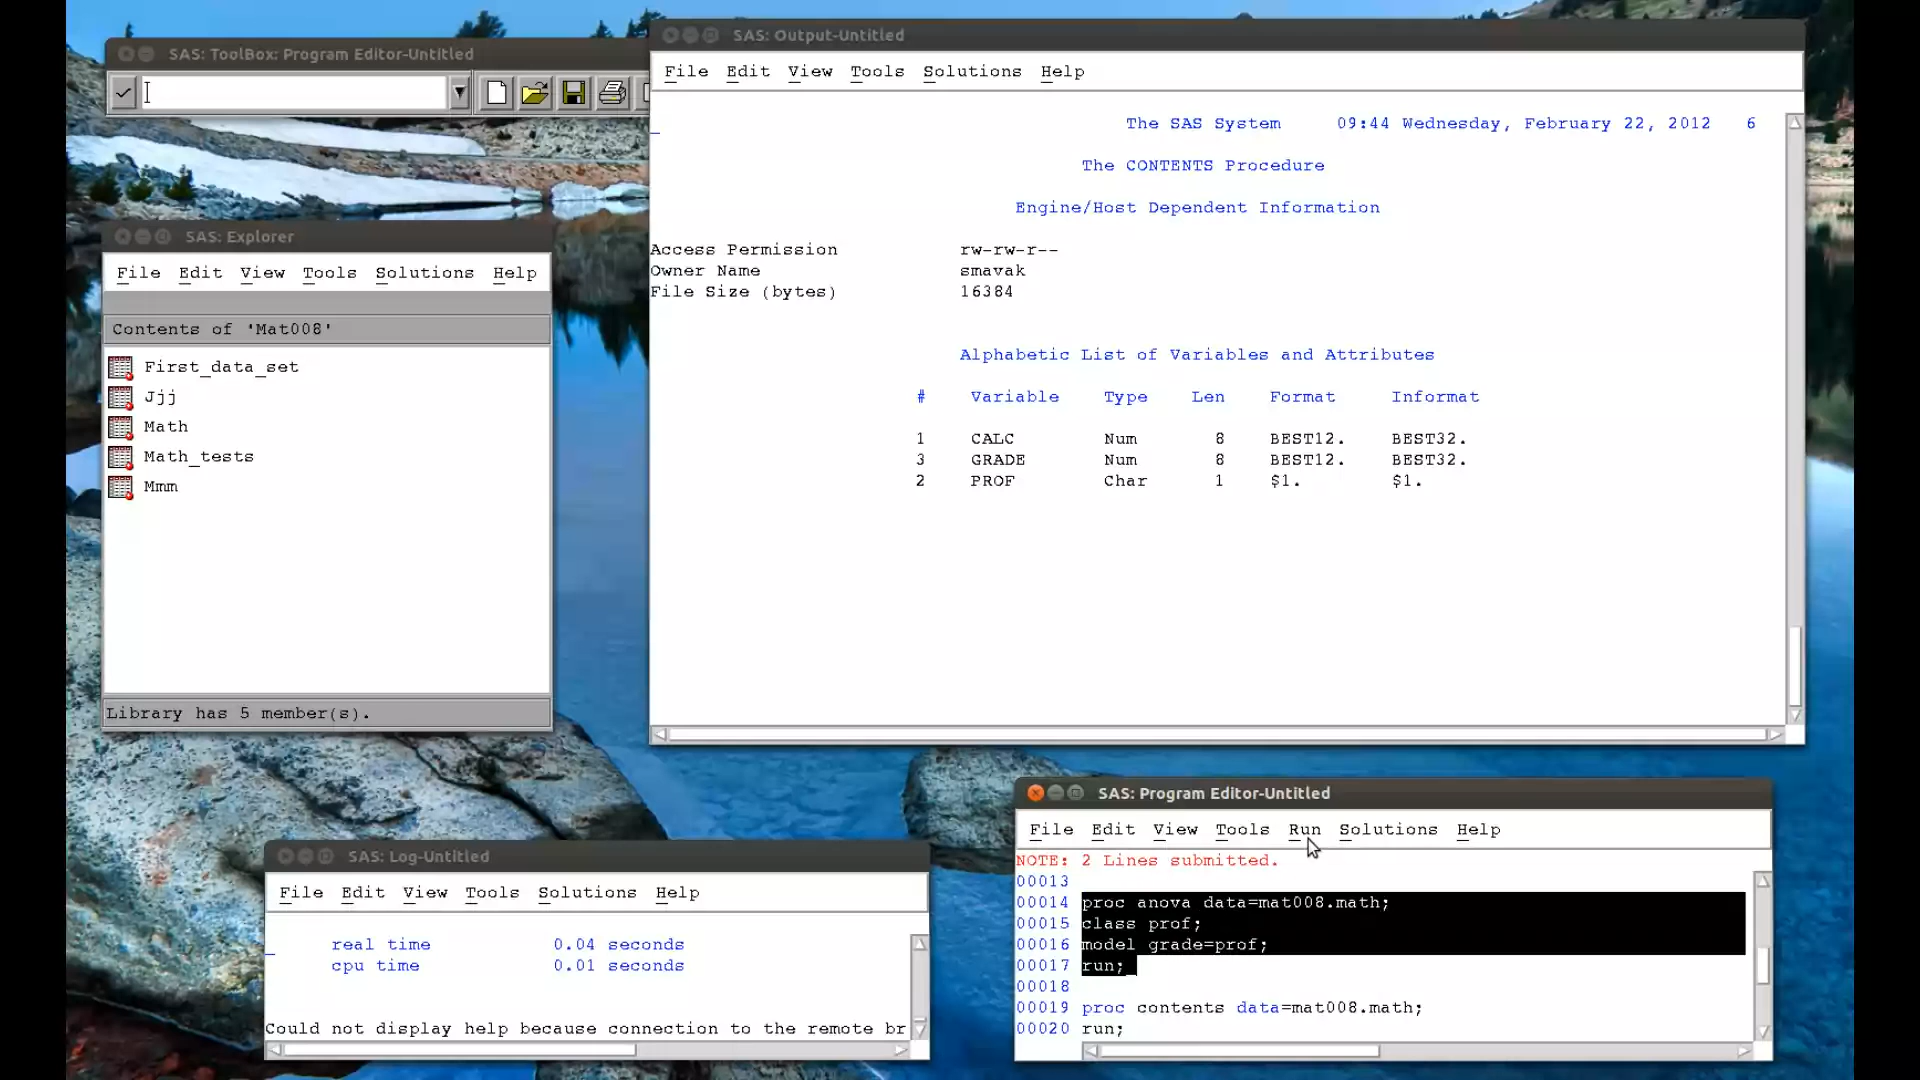 SAS: ToolBox: Program Editor-Untitled
SAS: Output-Untitled
File Edit View Tools Solutions Help
The SAS System 09:44 Wednesday, February 22, 2012 6
The CONTENTS Procedure
Engine/Host Dependent Information
Access Permission rw-rw-r--
Owner Name smavak
File Size (bytes) 16384
Alphabetic List of Variables and Attributes
# Variable Type Len Format Informat
1 CALC Num 8 BEST12. BEST32.
3 GRADE Num 8 BEST12. BEST32.
2 PROF Char 1 $1. $1.
SAS: Explorer
File Edit View Tools Solutions Help
Contents of 'Mat008'
First_data_set
Jjj
Math
Math_tests
Mmm
Library has 5 member(s).
SAS: Log-Untitled
File Edit View Tools Solutions Help
real time 0.04 seconds
cpu time 0.01 seconds
Could not display help because connection to the remote br
SAS: Program Editor-Untitled
File Edit View Tools Run Solutions Help
NOTE: 2 Lines submitted.
00013
00014 proc anova data=mat008.math;
00015 class prof;
00016 model grade=prof;
00017 run;
00018
00019 proc contents data=mat008.math;
00020 run;